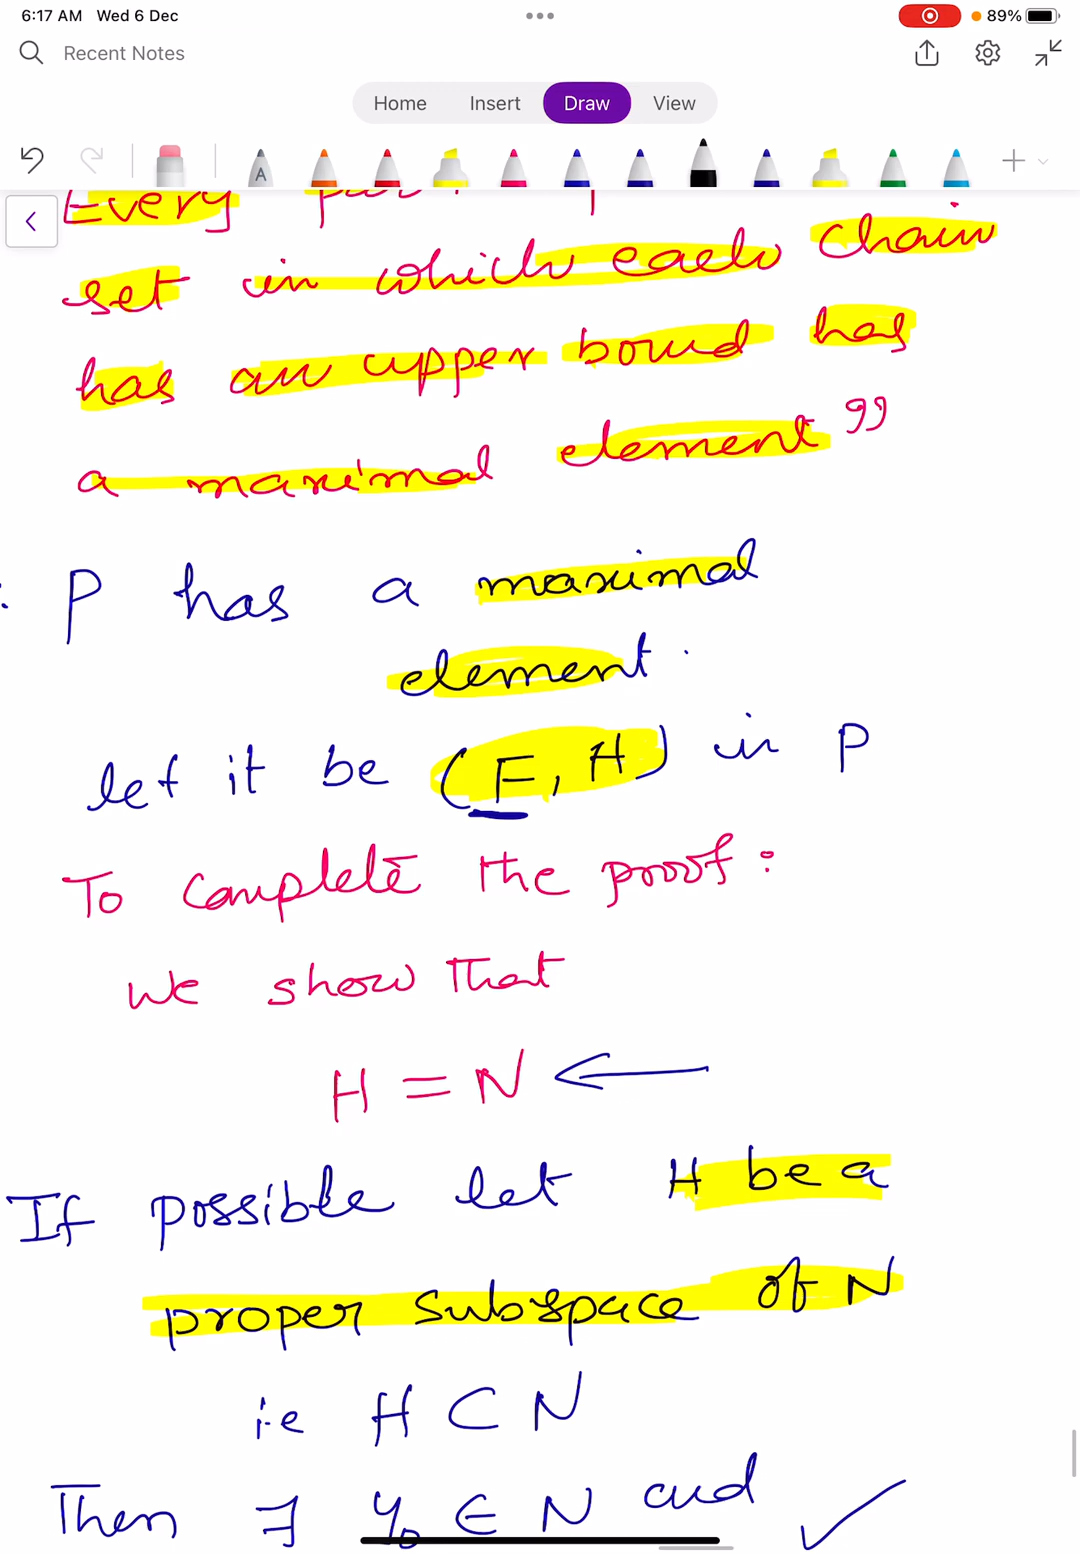 6:17 AM Wed 6 Dec
89%
Recent Notes
Home Insert Draw View
A
Every
set in which each chain
has an upper bound has
a maximal element”
P has a maximal
element.
let it be (F, H) in P
To complete the proof:
we show that
H = N ←
If possible let H be a
proper subspace of N
i.e H ⊂ N
Then ∃ y₀ ∈ N and ✓